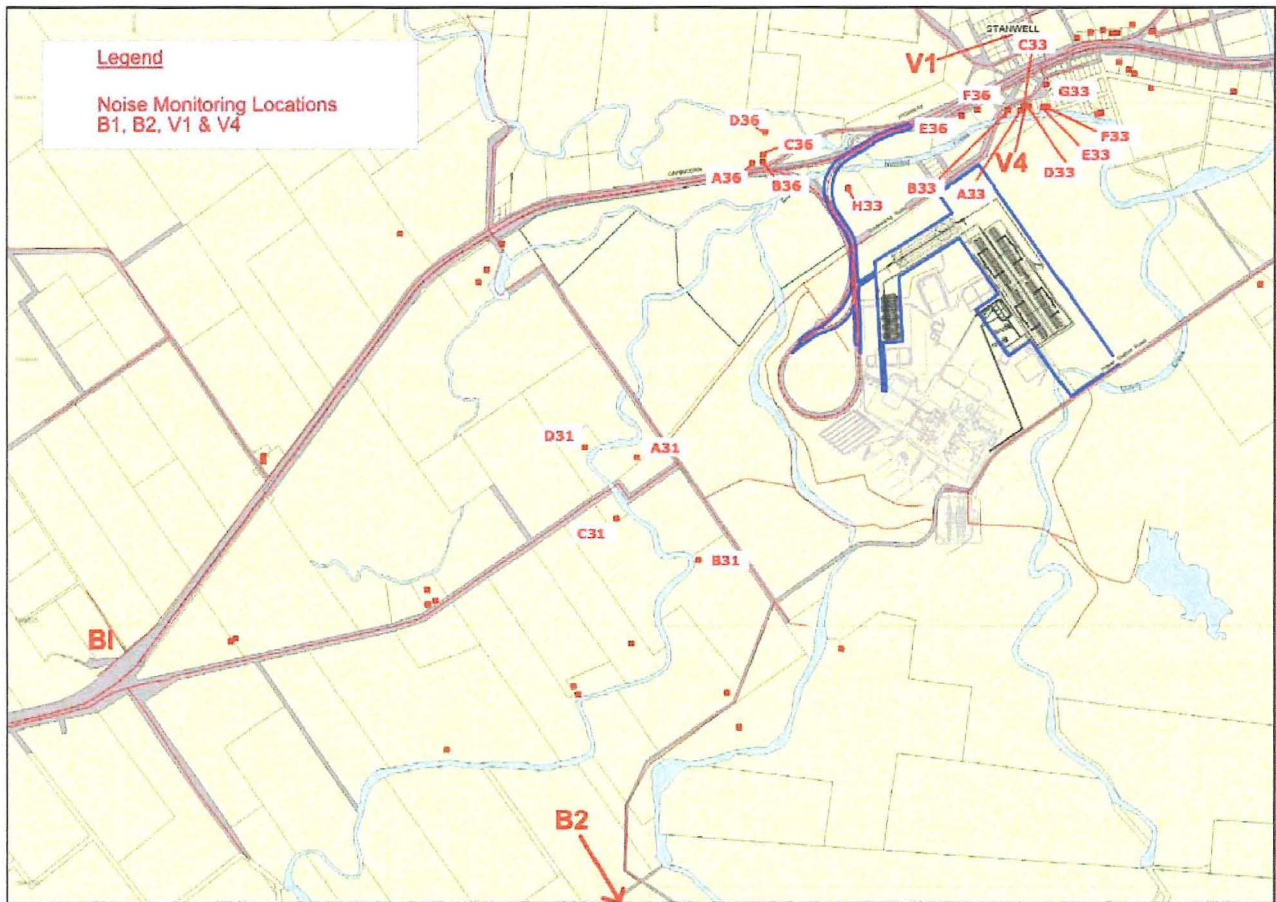 Legend
Noise Monitoring Locations
B1, B2, V1 & V4
STANWELL
C33
V1
F36
G33
D36
E36
F33
C36
E33
V4
D33
A36
B36
B33
A33
H33
D31
A31
C31
B31
BI
B2